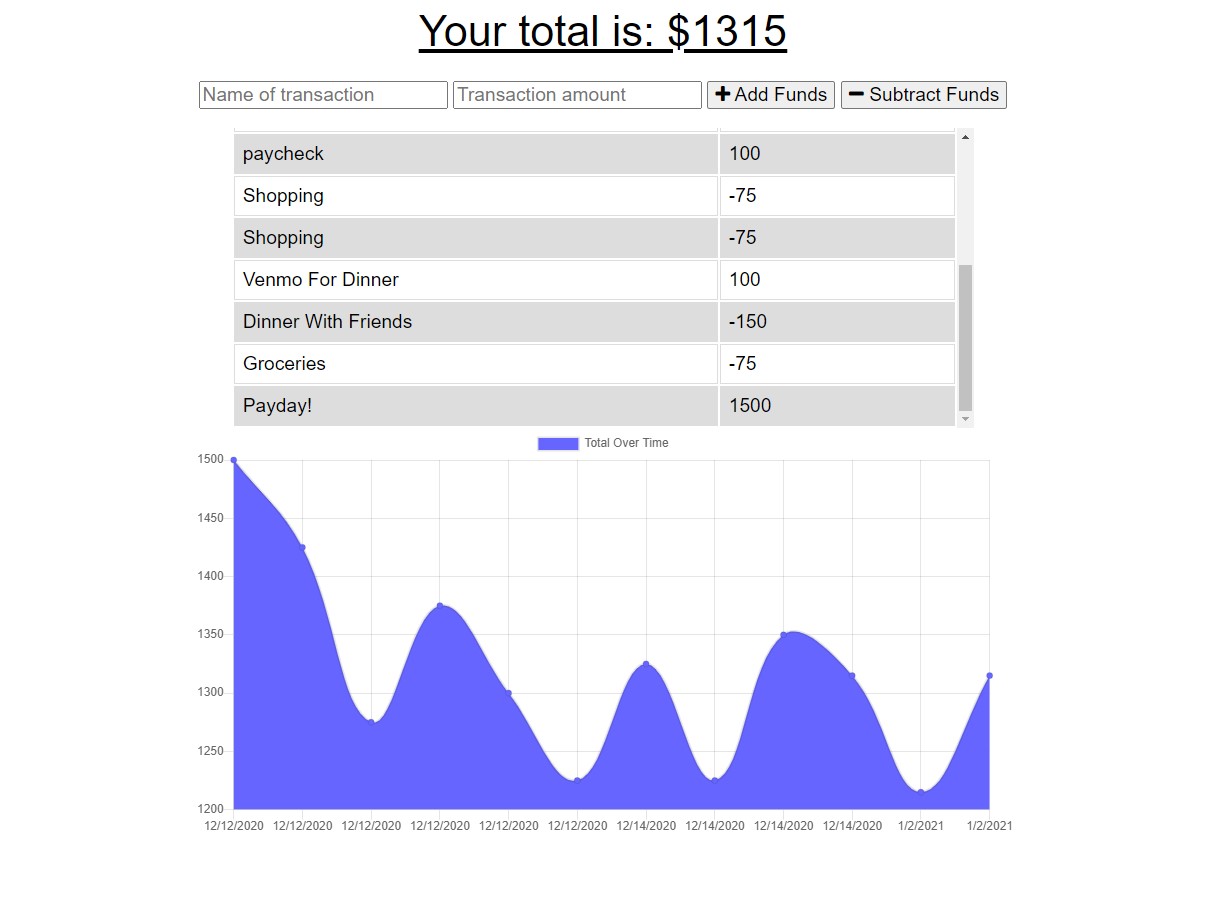 Your total is: $1315
Name of transaction Transaction amount Add Funds Subtract Funds
paycheck 100
Shopping -75
Shopping -75
Venmo For Dinner 100
Dinner With Friends -150
Groceries -75
Payday! 1500
Total Over Time
1500
1450
1400
1350
1300
1250
1200
12/12/2020 12/12/2020 12/12/2020 12/12/2020 12/12/2020 12/12/2020 12/14/2020 12/14/2020 12/14/2020 12/14/2020 1/2/2021 1/2/2021